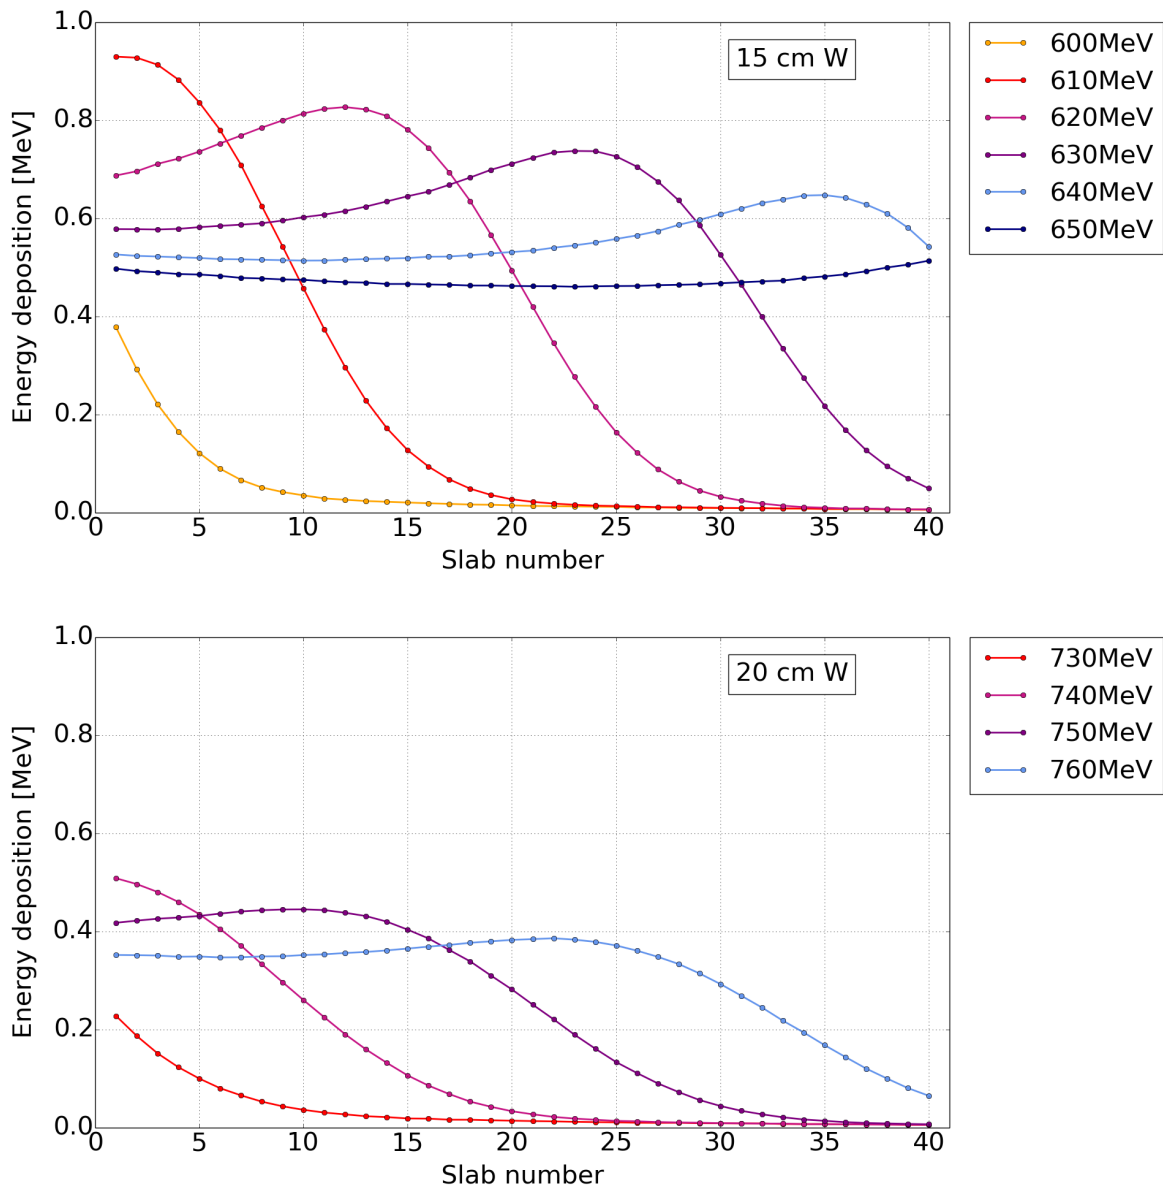 1.0
0.8
0.6
0.4
0.2
0.0
Energy deposition [MeV]
15 cm W
0 5 10 15 20 25 30 35 40
Slab number
600MeV
610MeV
620MeV
630MeV
640MeV
650MeV
1.0
0.8
0.6
0.4
0.2
0.0
Energy deposition [MeV]
20 cm W
0 5 10 15 20 25 30 35 40
Slab number
730MeV
740MeV
750MeV
760MeV